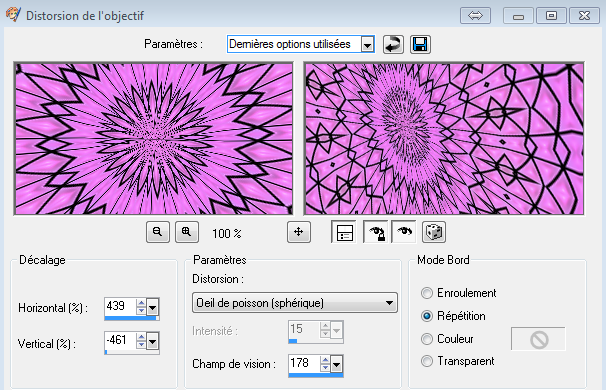 Distorsion de l'objectif
Paramètres : Dernières options utilisées
100 %
Décalage
Horizontal (%) : 439
Vertical (%) : -461
Paramètres
Distorsion :
Oeil de poisson (sphérique)
Intensité : 15
Champ de vision : 178
Mode Bord
Enroulement
Répétition
Couleur
Transparent